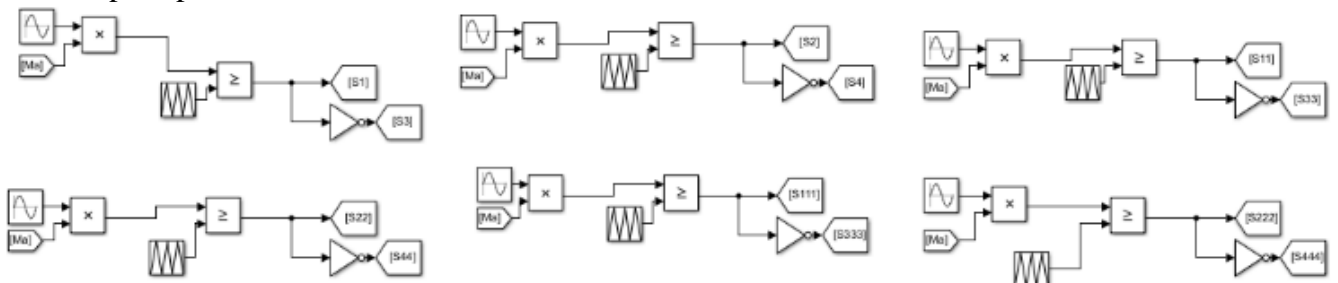 [Ma]
×
≥
[S1]
[S3]
[Ma]
×
≥
[S2]
[S4]
[Ma]
×
≥
[S11]
[S33]
[Ma]
×
≥
[S22]
[S44]
[Ma]
×
≥
[S111]
[S333]
[Ma]
×
≥
[S222]
[S444]